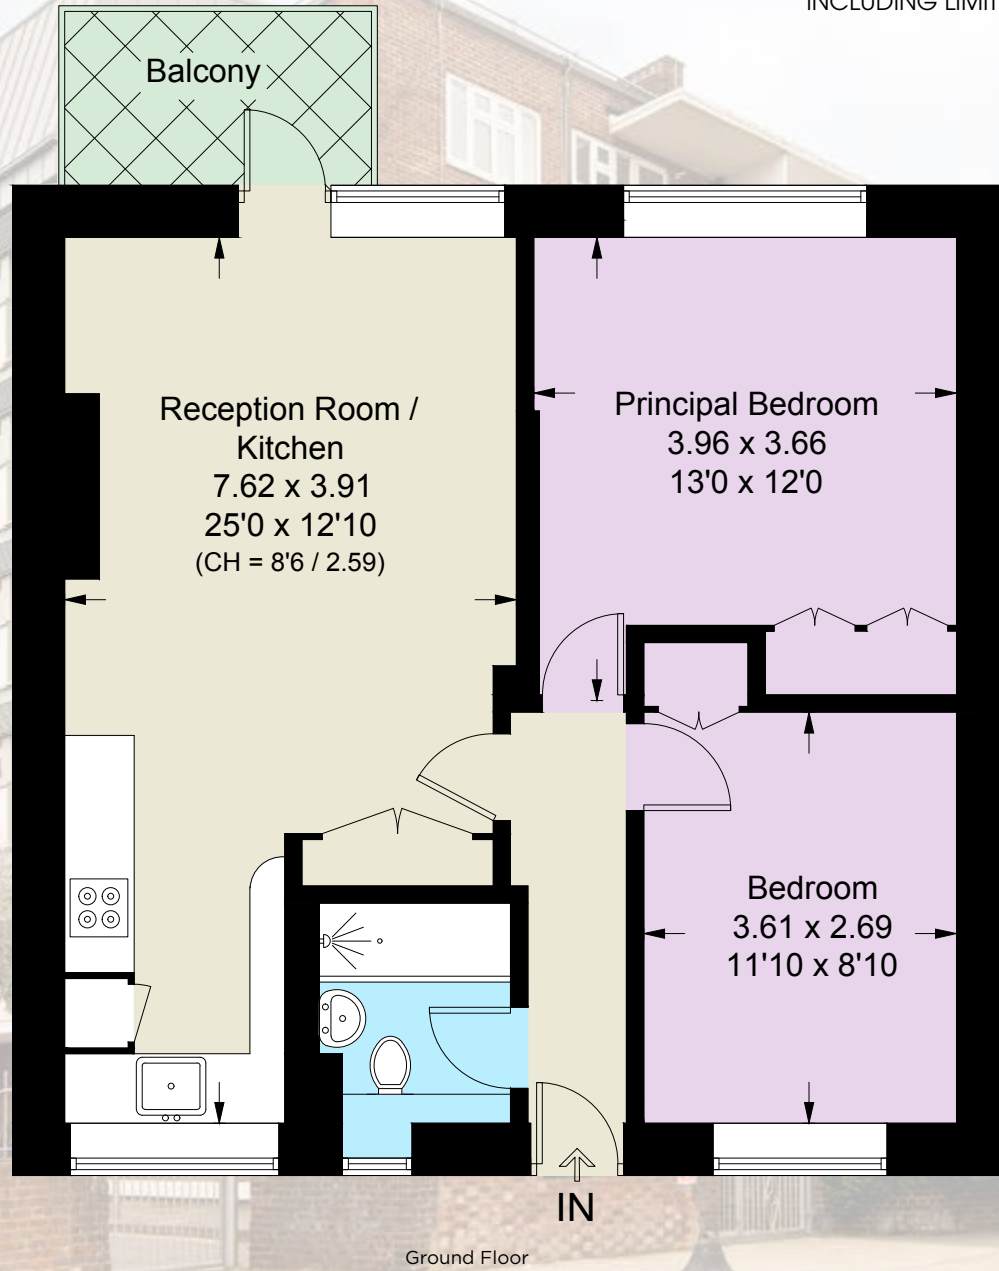 INCLUDING LIMIT
Balcony
Reception Room /
Kitchen
7.62 x 3.91
25'0 x 12'10
(CH = 8'6 / 2.59)
Principal Bedroom
3.96 x 3.66
13'0 x 12'0
Bedroom
3.61 x 2.69
11'10 x 8'10
IN
Ground Floor